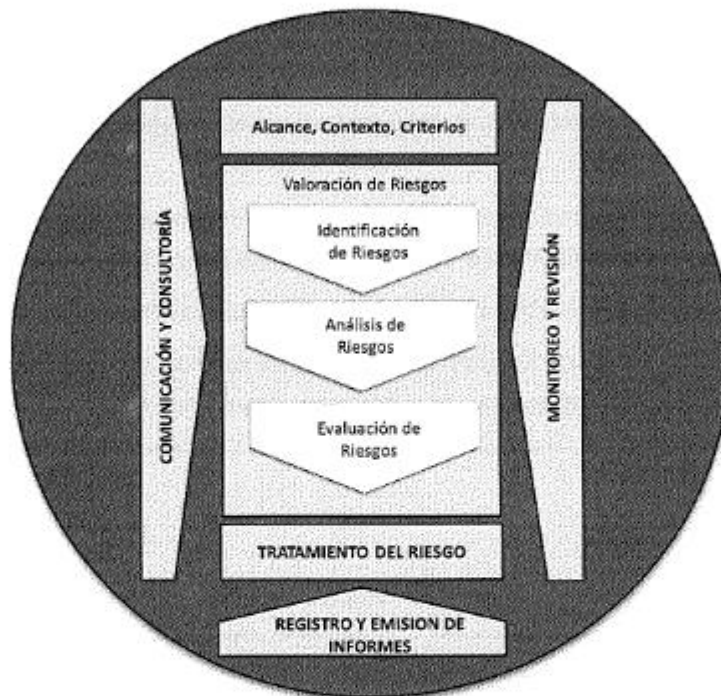 Alcance, Contexto, Criterios
Valoración de Riesgos
Identificación
de Riesgos
Análisis de
Riesgos
Evaluación de
Riesgos
TRATAMIENTO DEL RIESGO
REGISTRO Y EMISION DE
INFORMES
COMUNICACIÓN Y CONSULTORÍA
MONITOREO Y REVISIÓN